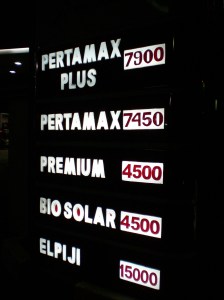 PERTAMAX PLUS 7900
PERTAMAX 7450
PREMIUM 4500
BIO SOLAR 4500
ELPIJI 15000